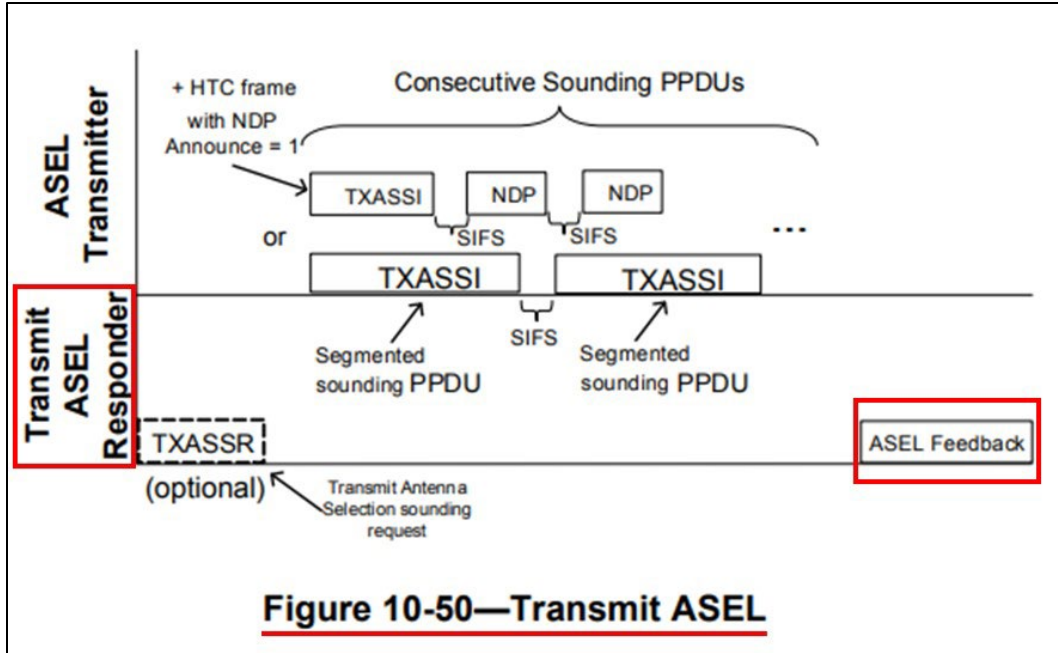 ASEL
Transmitter
+ HTC frame
with NDP
Announce = 1
Consecutive Sounding PPDUs
TXASSI
NDP
NDP
SIFS
SIFS
...
or
TXASSI
TXASSI
SIFS
Segmented
sounding PPDU
Segmented
sounding PPDU
Transmit
ASEL
Responder
TXASSR
(optional)
Transmit Antenna
Selection sounding
request
ASEL Feedback
Figure 10-50—Transmit ASEL